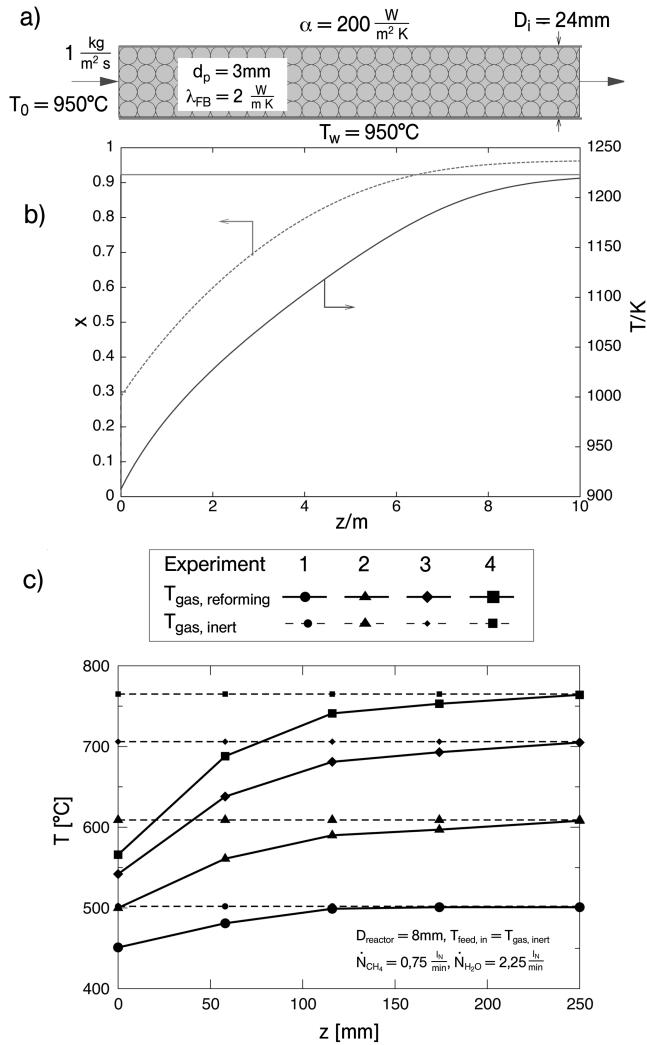 a)
α = 200 W/m² K
Dᵢ = 24mm
1 kg/m² s
dₚ = 3mm
λ_FB = 2 W/m K
T₀ = 950°C
T_w = 950°C
b)
1
0.9
0.8
0.7
0.6
0.5
0.4
0.3
0.2
0.1
0
x
1250
1200
1150
1100
1050
1000
950
900
T/K
0 2 4 6 8 10
z/m
c)
Experiment 1 2 3 4
T_gas, reforming
T_gas, inert
800
700
600
500
400
T [°C]
D_reactor = 8mm, T_feed, in = T_gas, inert
Ṅ_CH₄ = 0,75 l_N/min, Ṅ_H₂O = 2,25 l_N/min
0 50 100 150 200 250
z [mm]